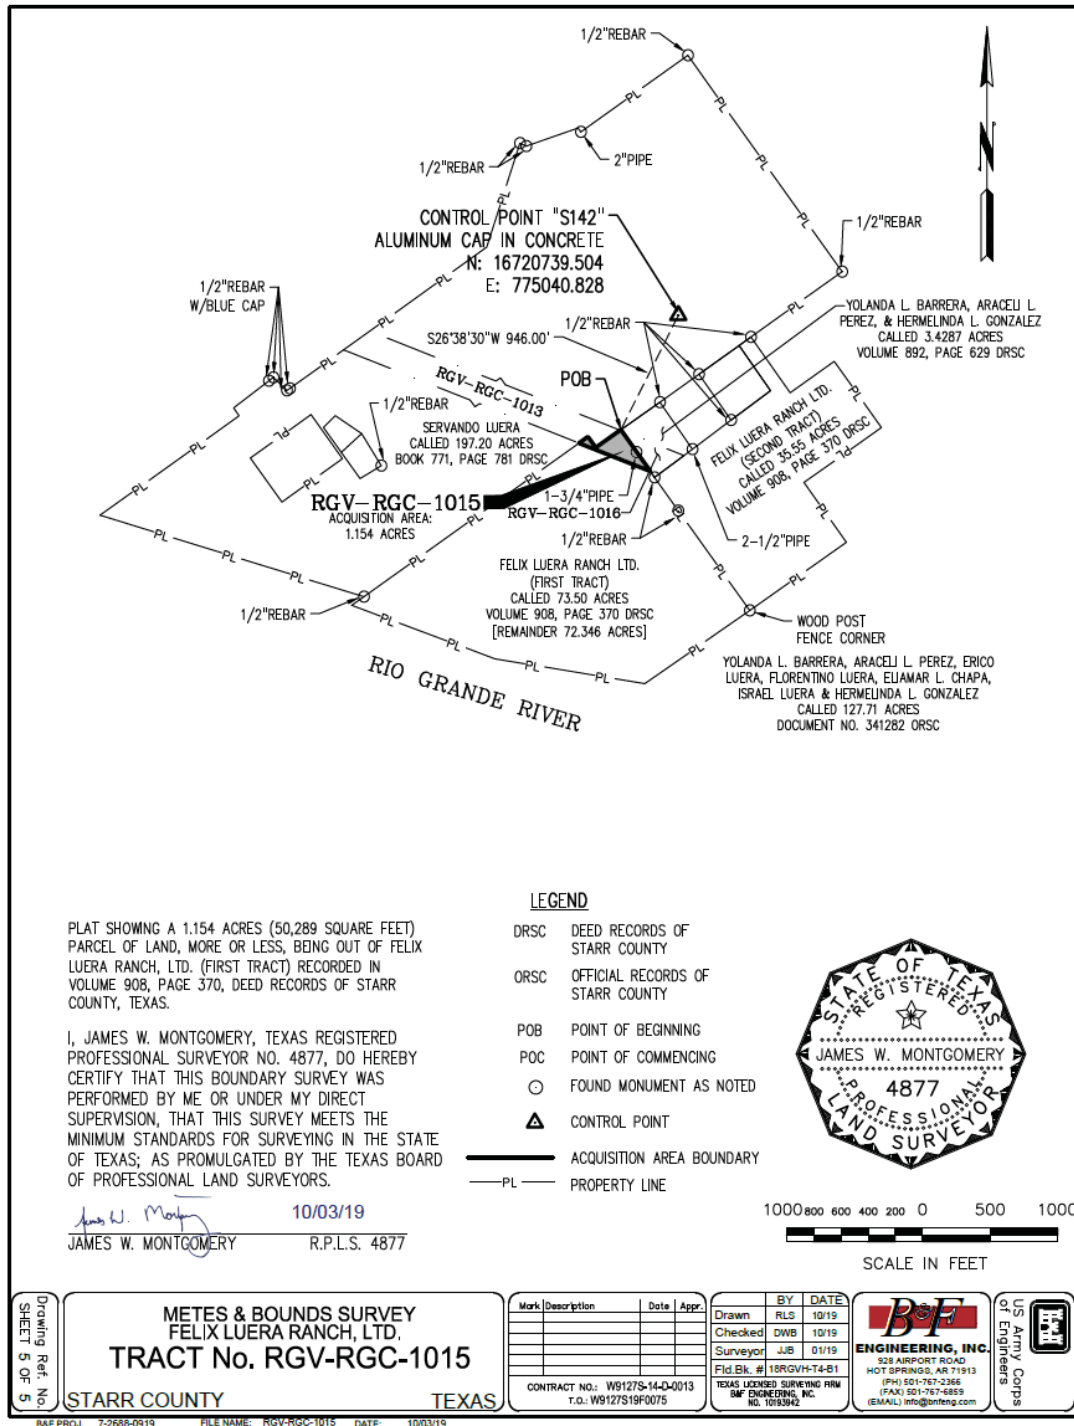 1/2"REBAR
1/2"REBAR
2"PIPE
CONTROL POINT "S142"
ALUMINUM CAP IN CONCRETE
N: 16720739.504
E: 775040.828
1/2"REBAR
1/2"REBAR
W/BLUE CAP
1/2"REBAR
S26°38'30"W 946.00'
YOLANDA L. BARRERA, ARACELI L.
PEREZ, & HERMELINDA L. GONZALEZ
CALLED 3.4287 ACRES
VOLUME 892, PAGE 629 DRSC
RGV-RGC-1013
POB
1/2"REBAR
SERVANDO LUERA
CALLED 197.20 ACRES
BOOK 771, PAGE 781 DRSC
FELIX LUERA RANCH LTD.
(SECOND TRACT)
CALLED 35.55 ACRES
VOLUME 908, PAGE 370 DRSC
RGV-RGC-1015
ACQUISITION AREA:
1.154 ACRES
1-3/4"PIPE
RGV-RGC-1016
1/2"REBAR
2-1/2"PIPE
FELIX LUERA RANCH LTD.
(FIRST TRACT)
CALLED 73.50 ACRES
VOLUME 908, PAGE 370 DRSC
[REMAINDER 72.346 ACRES]
1/2"REBAR
WOOD POST
FENCE CORNER
YOLANDA L. BARRERA, ARACELI L. PEREZ, ERICO
LUERA, FLORENTINO LUERA, ELIAMAR L. CHAPA,
ISRAEL LUERA & HERMELINDA L. GONZALEZ
CALLED 127.71 ACRES
DOCUMENT NO. 341282 ORSC
RIO GRANDE RIVER
PL
N
LEGEND
DRSC DEED RECORDS OF
STARR COUNTY
ORSC OFFICIAL RECORDS OF
STARR COUNTY
POB POINT OF BEGINNING
POC POINT OF COMMENCING
FOUND MONUMENT AS NOTED
CONTROL POINT
ACQUISITION AREA BOUNDARY
PL PROPERTY LINE
PLAT SHOWING A 1.154 ACRES (50,289 SQUARE FEET)
PARCEL OF LAND, MORE OR LESS, BEING OUT OF FELIX
LUERA RANCH, LTD. (FIRST TRACT) RECORDED IN
VOLUME 908, PAGE 370, DEED RECORDS OF STARR
COUNTY, TEXAS.
I, JAMES W. MONTGOMERY, TEXAS REGISTERED
PROFESSIONAL SURVEYOR NO. 4877, DO HEREBY
CERTIFY THAT THIS BOUNDARY SURVEY WAS
PERFORMED BY ME OR UNDER MY DIRECT
SUPERVISION, THAT THIS SURVEY MEETS THE
MINIMUM STANDARDS FOR SURVEYING IN THE STATE
OF TEXAS; AS PROMULGATED BY THE TEXAS BOARD
OF PROFESSIONAL LAND SURVEYORS.
10/03/19
JAMES W. MONTGOMERY R.P.L.S. 4877
STATE OF TEXAS
REGISTERED
JAMES W. MONTGOMERY
4877
PROFESSIONAL
LAND SURVEYOR
1000 800 600 400 200 0 500 1000
SCALE IN FEET
Drawing Ref. No.
SHEET 5 OF 5
METES & BOUNDS SURVEY
FELIX LUERA RANCH, LTD.
TRACT No. RGV-RGC-1015
STARR COUNTY TEXAS
Mark Description Date Appr.
CONTRACT NO.: W9127S-14-D-0013
T.O.: W9127S19F0075
BY DATE
Drawn RLS 10/19
Checked DWB 10/19
Surveyor JJB 01/19
Fld.Bk. # 18RGVH-T4-B1
TEXAS LICENSED SURVEYING FIRM
B&F ENGINEERING, INC.
NO. 10193942
B&F
ENGINEERING, INC.
928 AIRPORT ROAD
HOT SPRINGS, AR 71913
(PH) 501-767-2366
(FAX) 501-767-6859
(EMAIL) info@bnfeng.com
US Army Corps
of Engineers
B&F PROJ. 7-2688-0919 FILE NAME: RGV-RGC-1015 DATE: 10/03/19